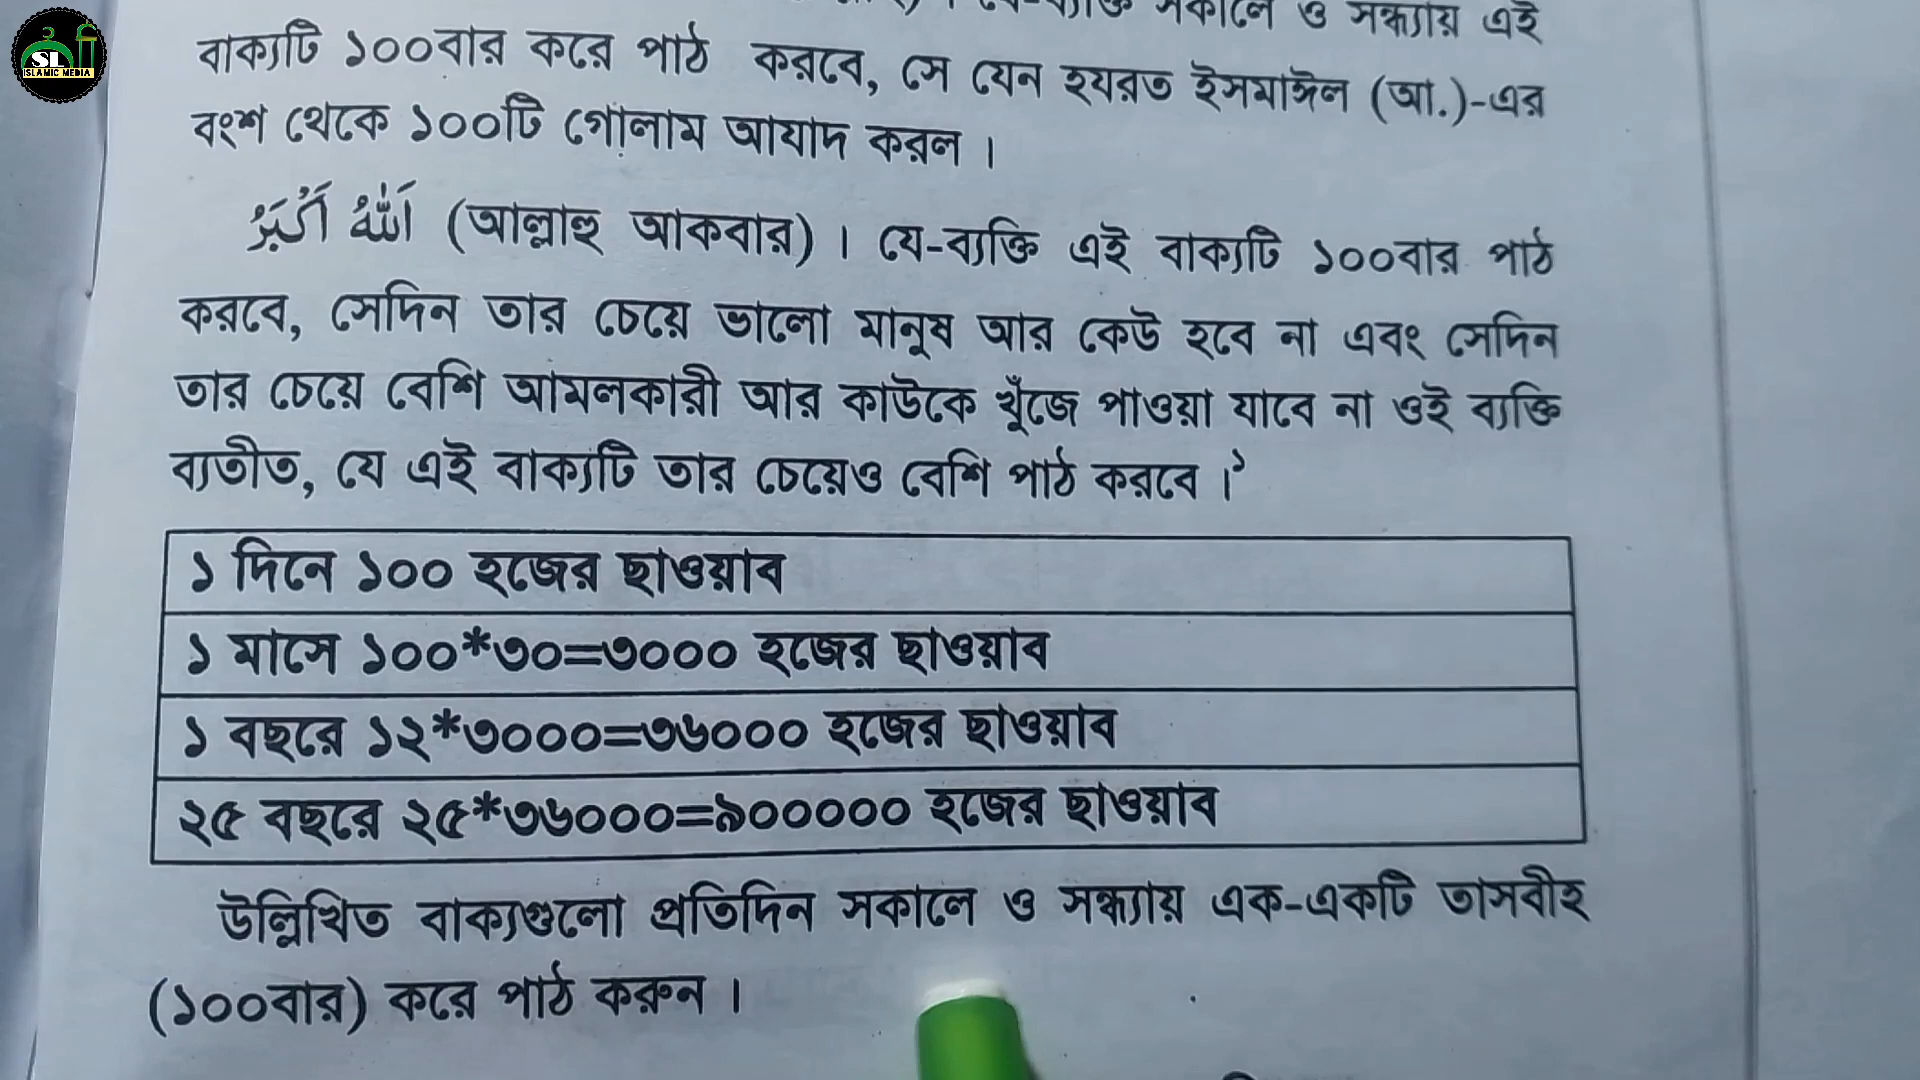 সকালে ও সন্ধ্যায় এই
বাক্যটি ১০০বার করে পাঠ করবে, সে যেন হযরত ইসমাঈল (আ.)-এর
বংশ থেকে ১০০টি গোলাম আযাদ করল।
اَللّٰهُ اَكْبَرُ (আল্লাহু আকবার)। যে-ব্যক্তি এই বাক্যটি ১০০বার পাঠ
করবে, সেদিন তার চেয়ে ভালো মানুষ আর কেউ হবে না এবং সেদিন
তার চেয়ে বেশি আমলকারী আর কাউকে খুঁজে পাওয়া যাবে না ওই ব্যক্তি
ব্যতীত, যে এই বাক্যটি তার চেয়েও বেশি পাঠ করবে।১
১ দিনে ১০০ হজের ছাওয়াব
১ মাসে ১০০*৩০=৩০০০ হজের ছাওয়াব
১ বছরে ১২*৩০০০=৩৬০০০ হজের ছাওয়াব
২৫ বছরে ২৫*৩৬০০০=৯০০০০০ হজের ছাওয়াব
উল্লিখিত বাক্যগুলো প্রতিদিন সকালে ও সন্ধ্যায় এক-একটি তাসবীহ
(১০০বার) করে পাঠ করুন।
SL
ISLAMIC MEDIA